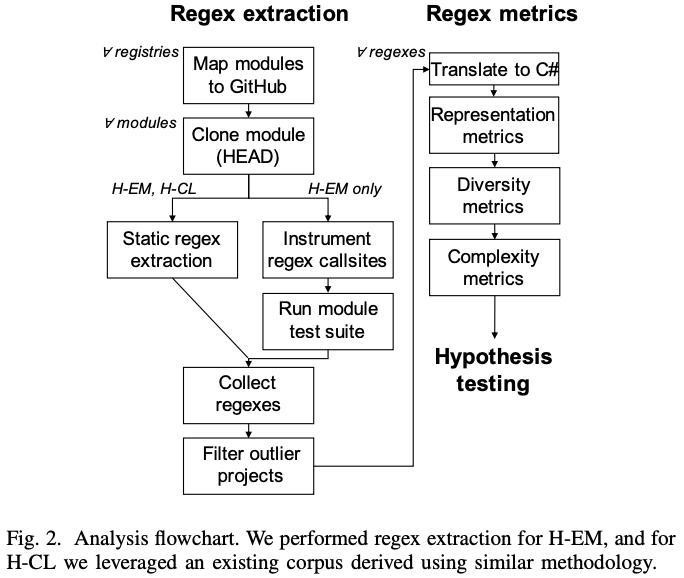 Regex extraction
∀ registries
Map modules
to GitHub
∀ modules
Clone module
(HEAD)
H-EM, H-CL
H-EM only
Static regex
extraction
Instrument
regex callsites
Run module
test suite
Collect
regexes
Filter outlier
projects
Regex metrics
∀ regexes
Translate to C#
Representation
metrics
Diversity
metrics
Complexity
metrics
Hypothesis
testing
Fig. 2. Analysis flowchart. We performed regex extraction for H-EM, and for
H-CL we leveraged an existing corpus derived using similar methodology.